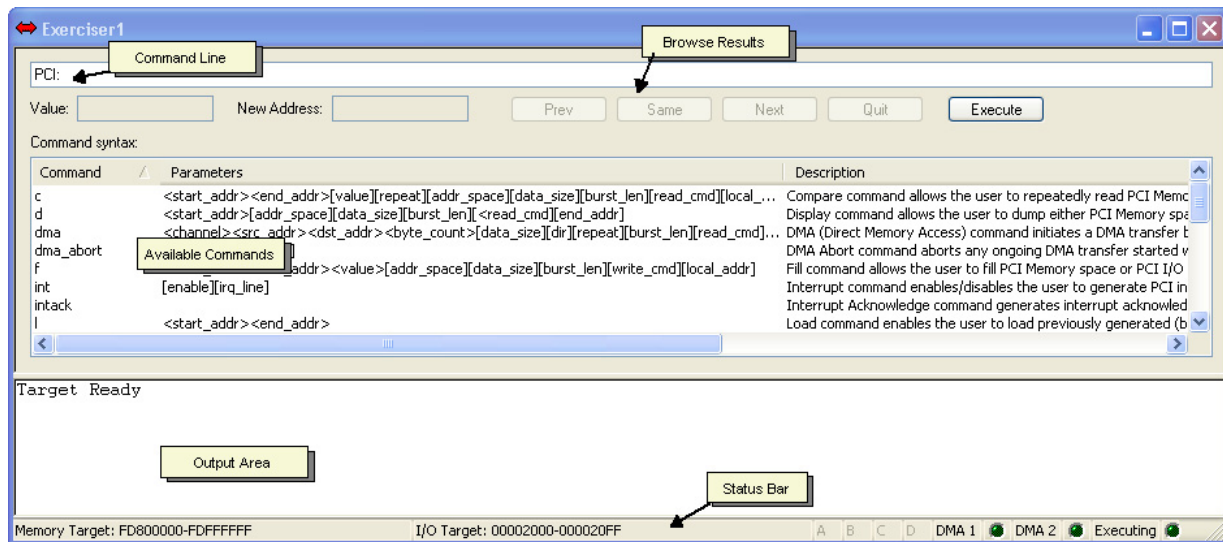 Exerciser1
Command Line
Browse Results
PCI:
Value: New Address: Prev Same Next Quit Execute
Command syntax:
Command Parameters Description
c <start_addr><end_addr>[value][repeat][addr_space][data_size][burst_len][read_cmd][local_... Compare command allows the user to repeatedly read PCI Memc
d <start_addr>[addr_space][data_size][burst_len][<read_cmd][end_addr] Display command allows the user to dump either PCI Memory spa
dma <channel><src_addr><dst_addr><byte_count>[data_size][dir][repeat][burst_len][read_cmd]... DMA (Direct Memory Access) command initiates a DMA transfer b
dma_abort ] DMA Abort command aborts any ongoing DMA transfer started w
Available Commands
f _addr><value>[addr_space][data_size][burst_len][write_cmd][local_addr] Fill command allows the user to fill PCI Memory space or PCI I/O
int [enable][irq_line] Interrupt command enables/disables the user to generate PCI in
intack Interrupt Acknowledge command generates interrupt acknowled
l <start_addr><end_addr> Load command enables the user to load previously generated (b
Target Ready
Output Area
Status Bar
Memory Target: FD800000-FDFFFFFF I/O Target: 00002000-000020FF A B C D DMA 1 DMA 2 Executing